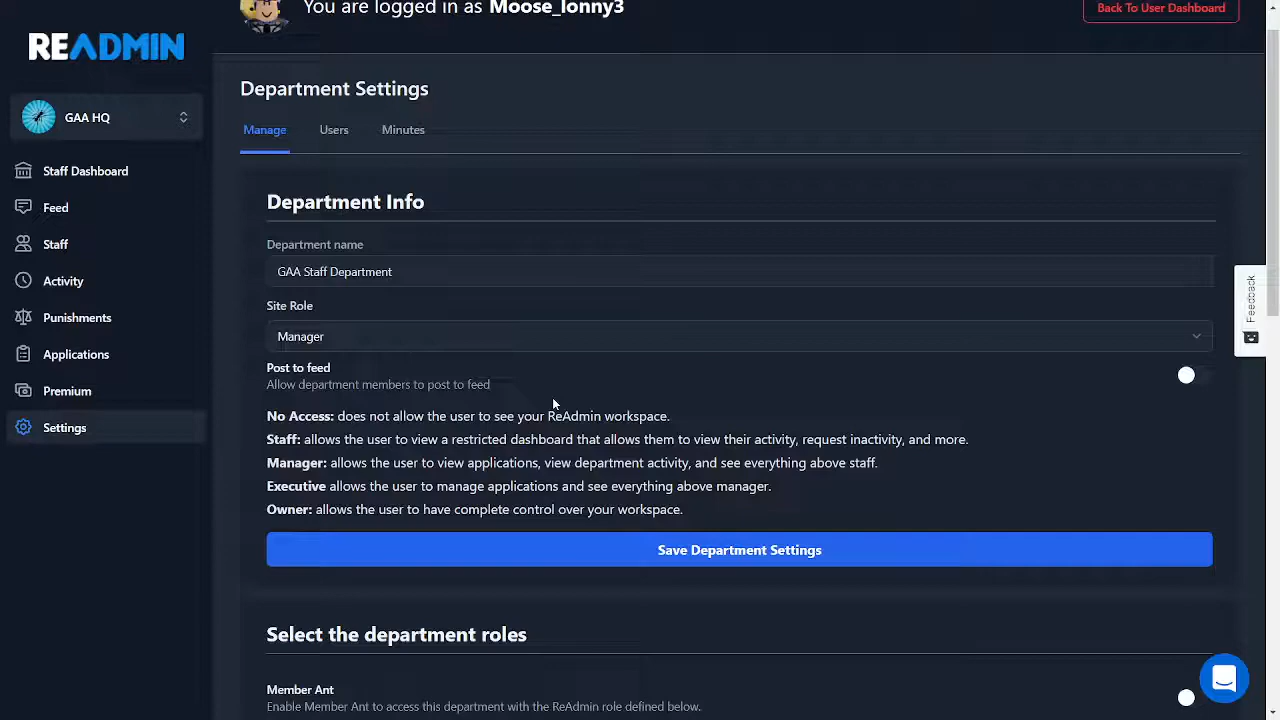 You are logged in as Moose_lonny3
Back To User Dashboard
READMIN
GAA HQ
Staff Dashboard
Feed
Staff
Activity
Punishments
Applications
Premium
Settings
Department Settings
Manage
Users
Minutes
Department Info
Department name
GAA Staff Department
Site Role
Manager
Post to feed
Allow department members to post to feed
No Access: does not allow the user to see your ReAdmin workspace.
Staff: allows the user to view a restricted dashboard that allows them to view their activity, request inactivity, and more.
Manager: allows the user to view applications, view department activity, and see everything above staff.
Executive allows the user to manage applications and see everything above manager.
Owner: allows the user to have complete control over your workspace.
Save Department Settings
Select the department roles
Member Ant
Enable Member Ant to access this department with the ReAdmin role defined below.
Feedback